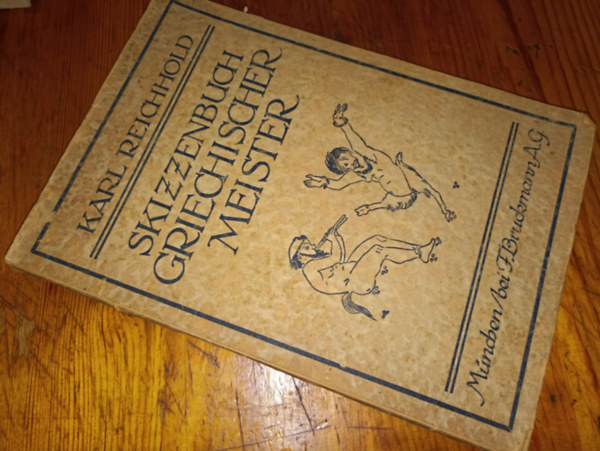 KARL REICHHOLD
SKIZZENBUCH
GRIECHISCHER
MEISTER
München/bei F. Bruckmann A.G.